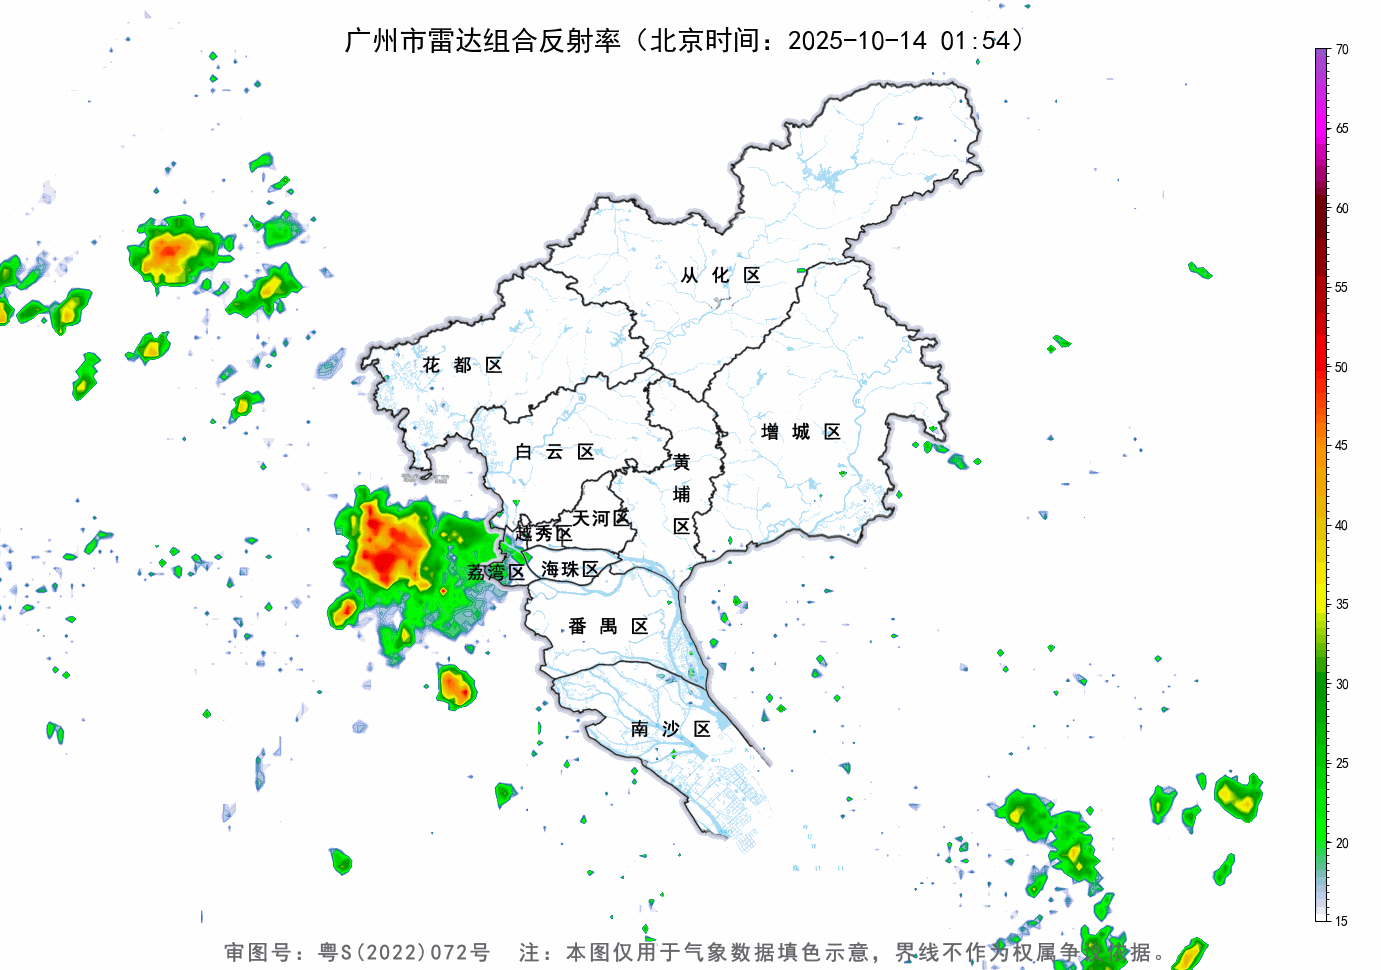 广州市雷达组合反射率（北京时间：2025-10-14 01:54）
70
65
60
55
50
45
40
35
30
25
20
15
从化区
花都区
增城区
白云区
黄埔区
天河区
越秀区
海珠区
荔湾区
番禺区
南沙区
审图号：粤S(2022)072号 注：本图仅用于气象数据填色示意，界线不作为权属争议依据。